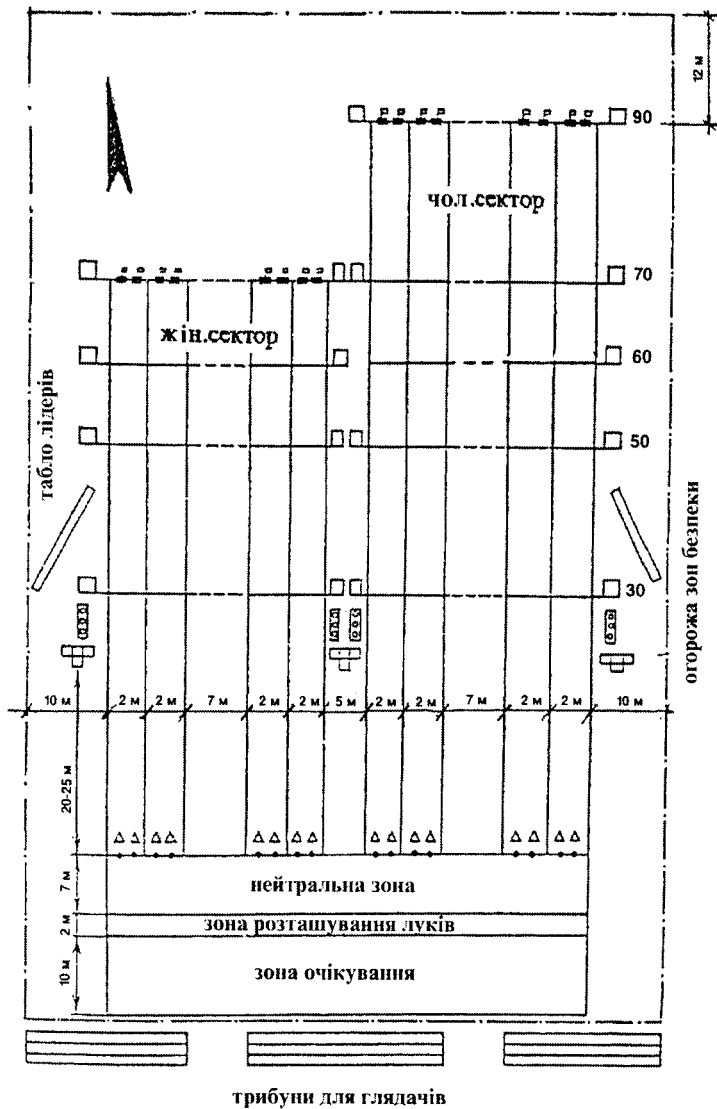 12 м
90
чол.сектор
70
жін.сектор
60
табло лідерів
50
огорожа зон безпеки
30
10 м 2 м 2 м 7 м 2 м 2 м 5 м 2 м 2 м 7 м 2 м 2 м 10 м
20-25 м
7 м
нейтральна зона
2 м
зона розташування луків
10 м
зона очікування
трибуни для глядачів